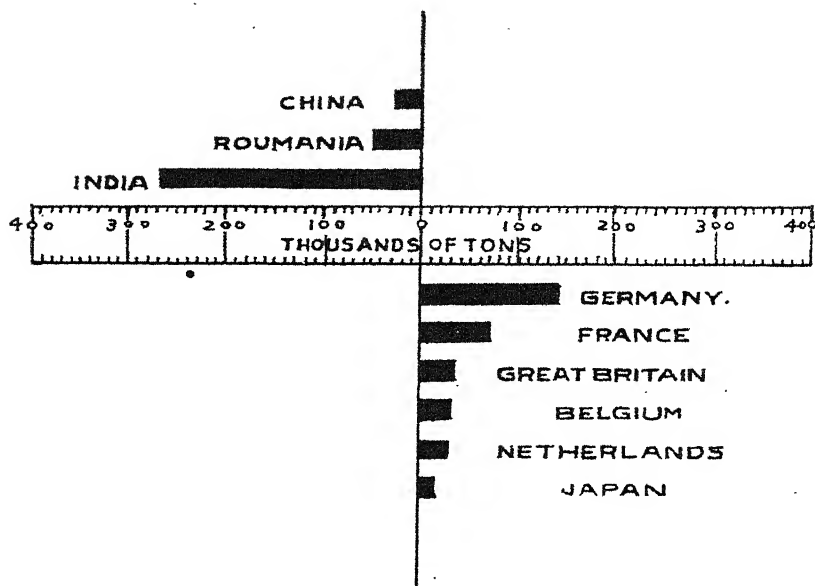 CHINA
ROUMANIA
INDIA
400 300 200 100 0 100 200 300 400
THOUSANDS OF TONS
GERMANY.
FRANCE
GREAT BRITAIN
BELGIUM
NETHERLANDS
JAPAN